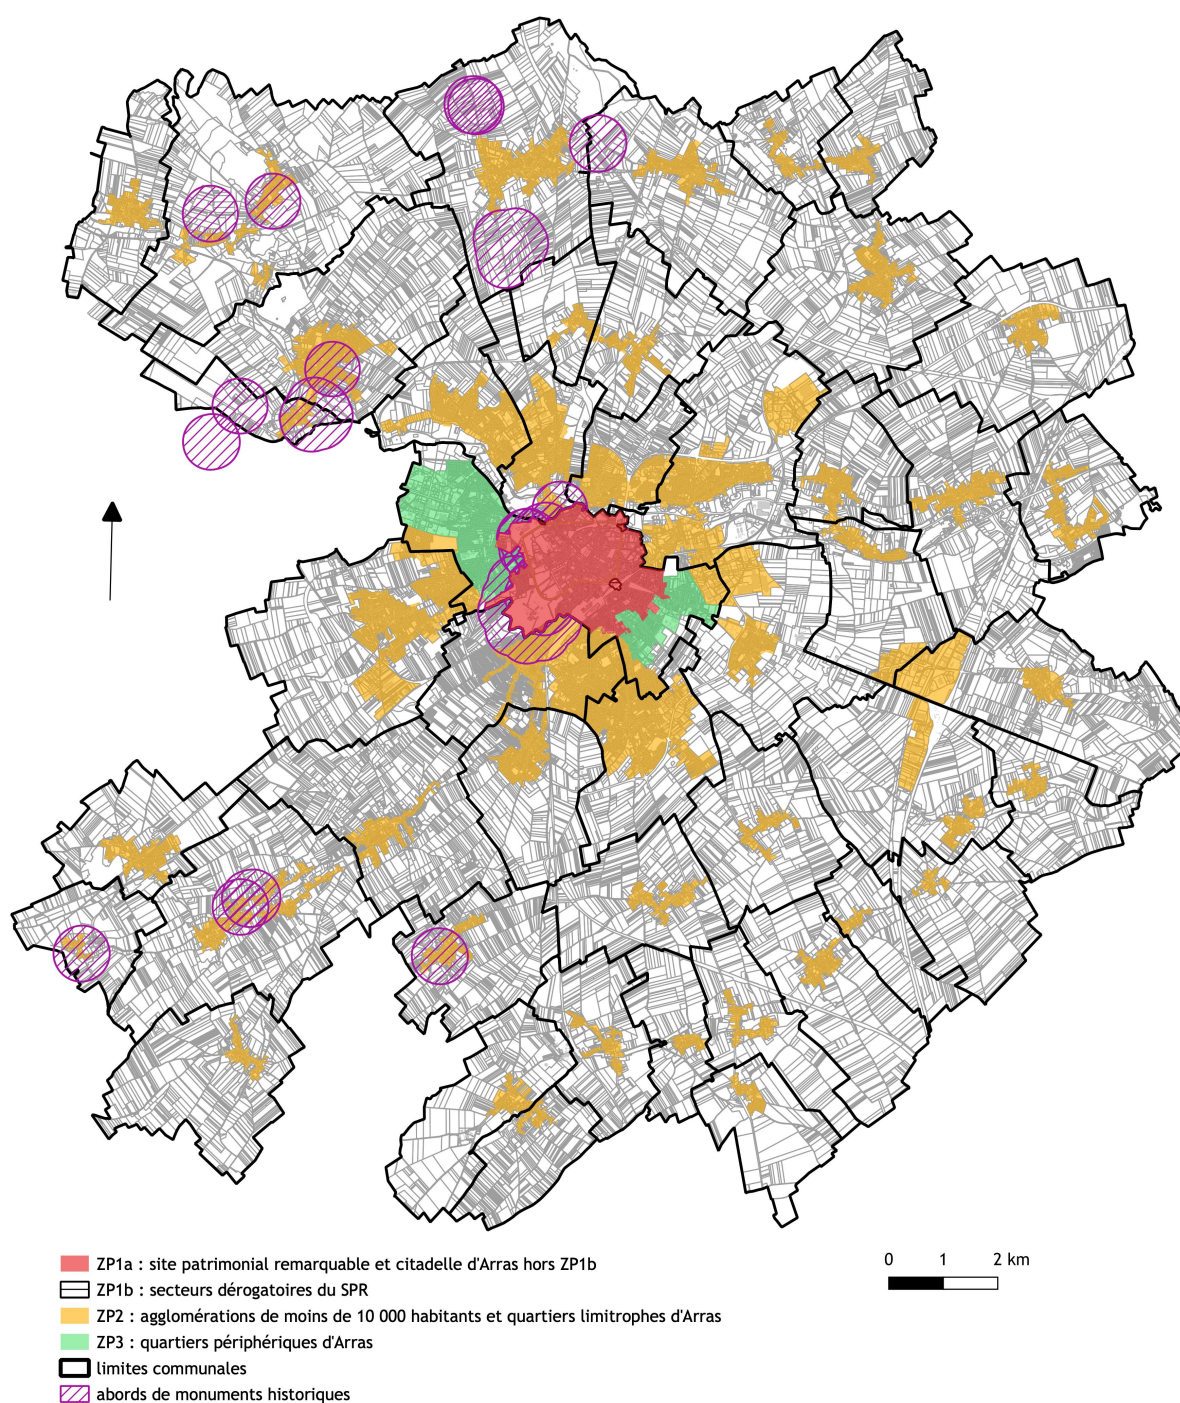 ZP1a : site patrimonial remarquable et citadelle d'Arras hors ZP1b
ZP1b : secteurs dérogatoires du SPR
ZP2 : agglomérations de moins de 10 000 habitants et quartiers limitrophes d'Arras
ZP3 : quartiers périphériques d'Arras
limites communales
abords de monuments historiques
0 1 2 km